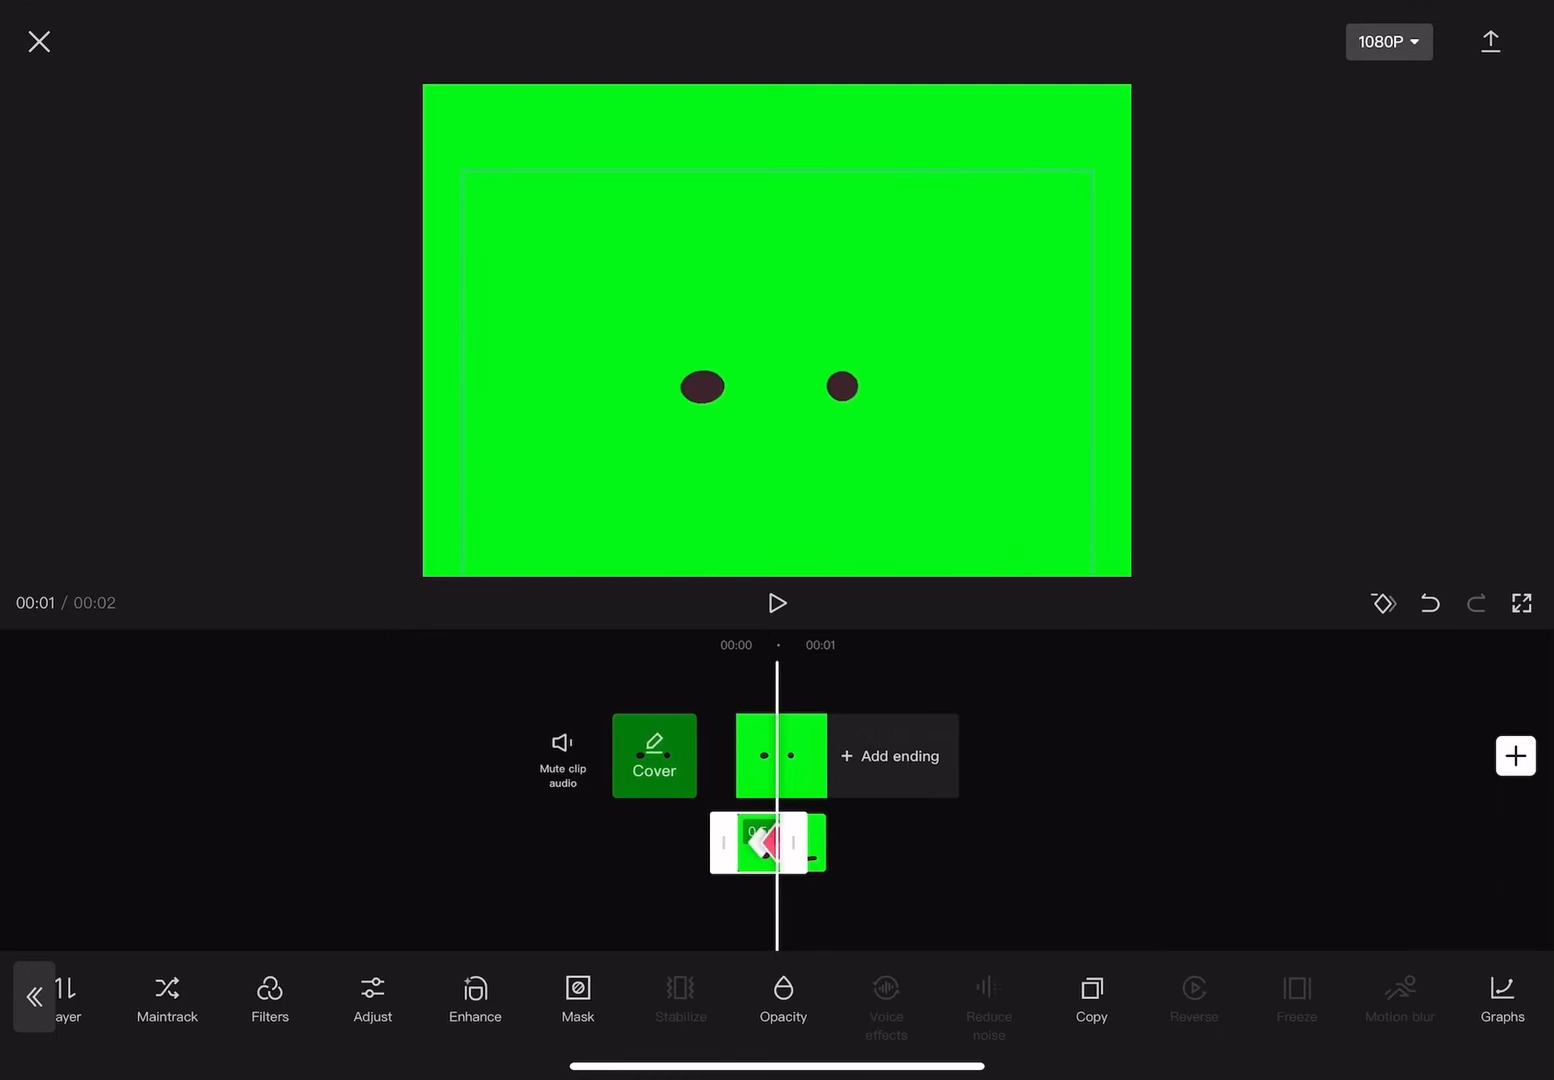 1080P
00:01 / 00:02
00:00
00:01
Mute clip
audio
Cover
+ Add ending
ayer
Maintrack
Filters
Adjust
Enhance
Mask
Stabilize
Opacity
Voice
effects
Reduce
noise
Copy
Reverse
Freeze
Motion blur
Graphs